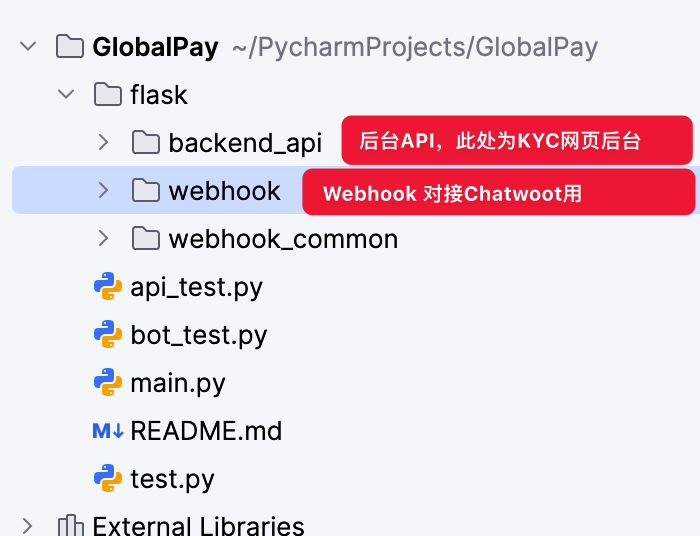 GlobalPay ~/PycharmProjects/GlobalPay
flask
backend_api 后台API，此处为KYC网页后台
webhook Webhook 对接Chatwoot用
webhook_common
api_test.py
bot_test.py
main.py
M↓ README.md
test.py
External Libraries